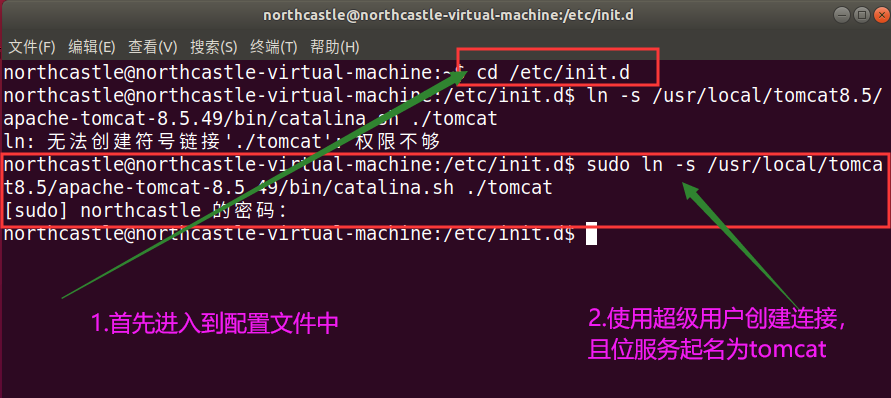 northcastle@northcastle-virtual-machine:/etc/init.d
文件(F) 编辑(E) 查看(V) 搜索(S) 终端(T) 帮助(H)
northcastle@northcastle-virtual-machine:~$ cd /etc/init.d
northcastle@northcastle-virtual-machine:/etc/init.d$ ln -s /usr/local/tomcat8.5/
apache-tomcat-8.5.49/bin/catalina.sh ./tomcat
ln: 无法创建符号链接'./tomcat': 权限不够
northcastle@northcastle-virtual-machine:/etc/init.d$ sudo ln -s /usr/local/tomca
t8.5/apache-tomcat-8.5.49/bin/catalina.sh ./tomcat
[sudo] northcastle 的密码：
northcastle@northcastle-virtual-machine:/etc/init.d$
1.首先进入到配置文件中
2.使用超级用户创建连接，
且位服务起名为tomcat